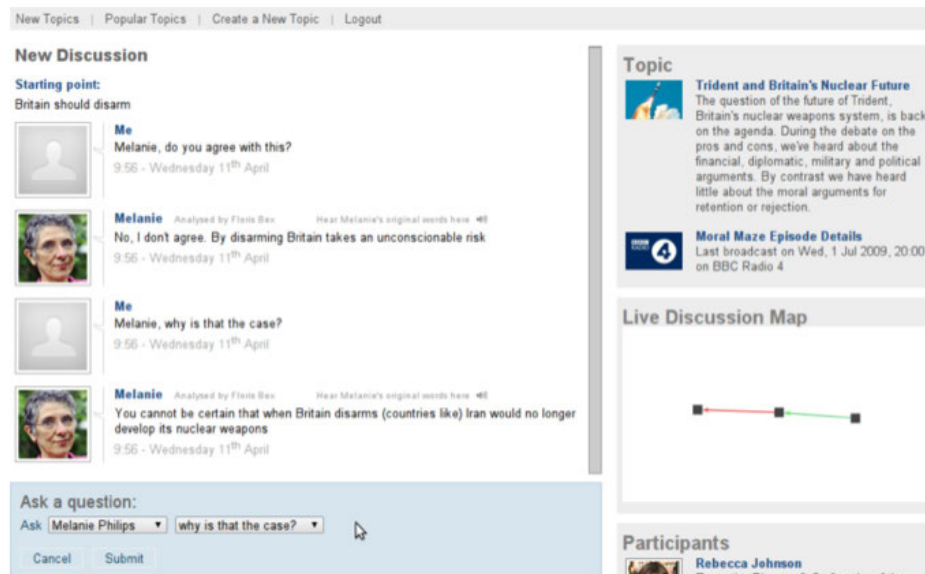 New Topics | Popular Topics | Create a New Topic | Logout
New Discussion
Starting point:
Britain should disarm
Me
Melanie, do you agree with this?
9:56 - Wednesday 11th April
Melanie Analysed by Floris Bex Hear Melanie's original words here
No, I don't agree. By disarming Britain takes an unconscionable risk
9:56 - Wednesday 11th April
Me
Melanie, why is that the case?
9:56 - Wednesday 11th April
Melanie Analysed by Floris Bex Hear Melanie's original words here
You cannot be certain that when Britain disarms (countries like) Iran would no longer
develop its nuclear weapons
9:56 - Wednesday 11th April
Ask a question:
Ask Melanie Philips why is that the case?
Cancel Submit
Topic
Trident and Britain's Nuclear Future
The question of the future of Trident,
Britain's nuclear weapons system, is back
on the agenda. During the debate on the
pros and cons, we've heard about the
financial, diplomatic, military and political
arguments. By contrast we have heard
little about the moral arguments for
retention or rejection.
BBC
RADIO 4
Moral Maze Episode Details
Last broadcast on Wed, 1 Jul 2009, 20:00
on BBC Radio 4
Live Discussion Map
Participants
Rebecca Johnson